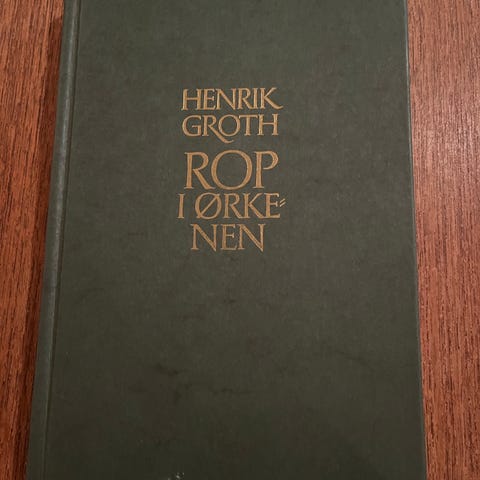 HENRIK
GROTH
ROP
I ØRKE=
NEN